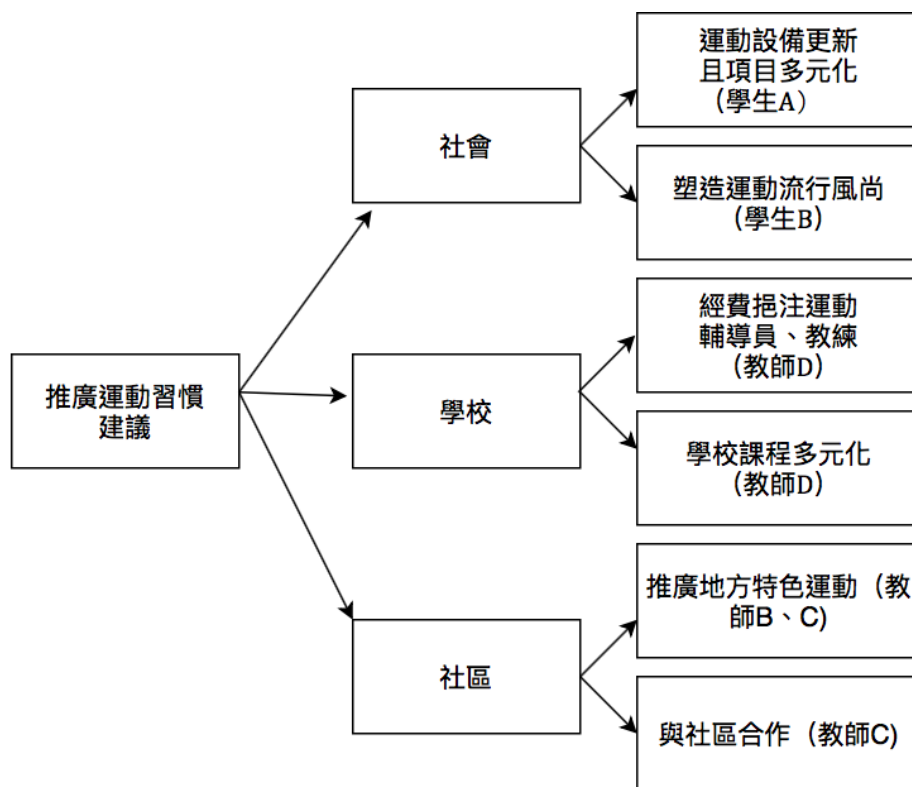 運動設備更新
且項目多元化
（學生A）
社會
塑造運動流行風尚
（學生B）
經費挹注運動
輔導員、教練
（教師D）
推廣運動習慣
建議
學校
學校課程多元化
（教師D）
推廣地方特色運動（教
師B、C)
社區
與社區合作（教師C)